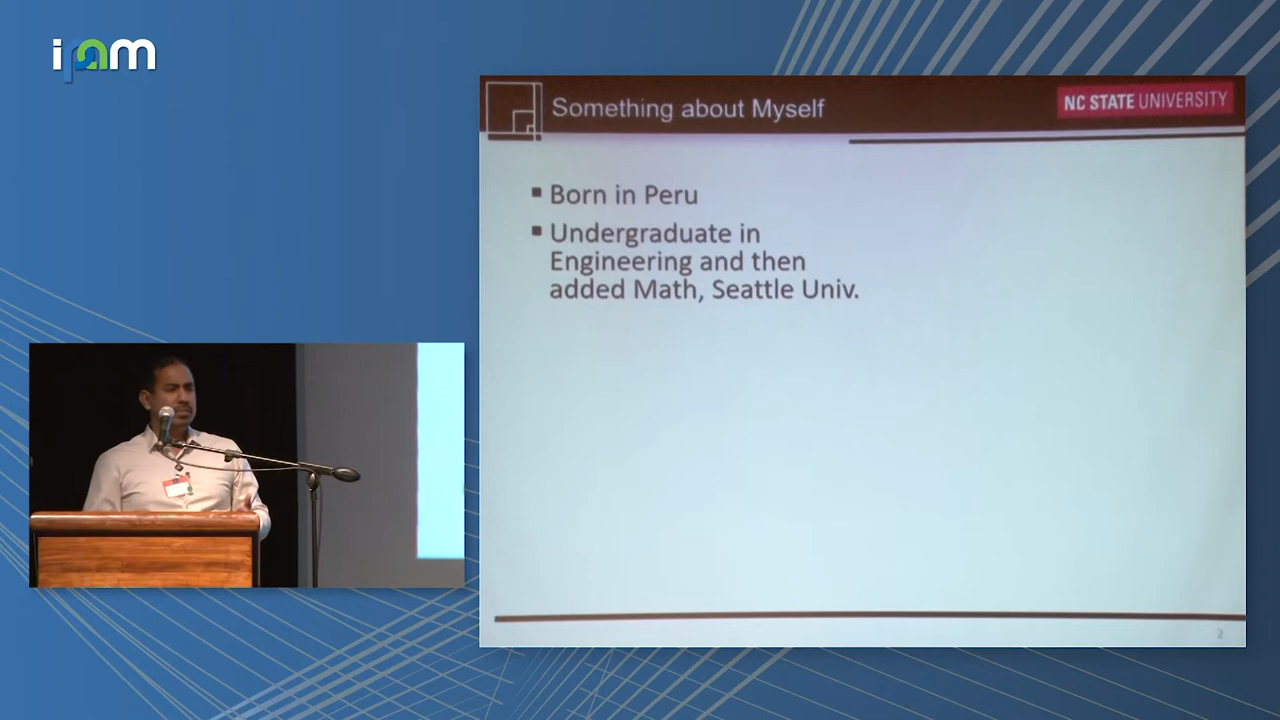 ipam
Something about Myself
NC STATE UNIVERSITY
Born in Peru
Undergraduate in
Engineering and then
added Math, Seattle Univ.
2